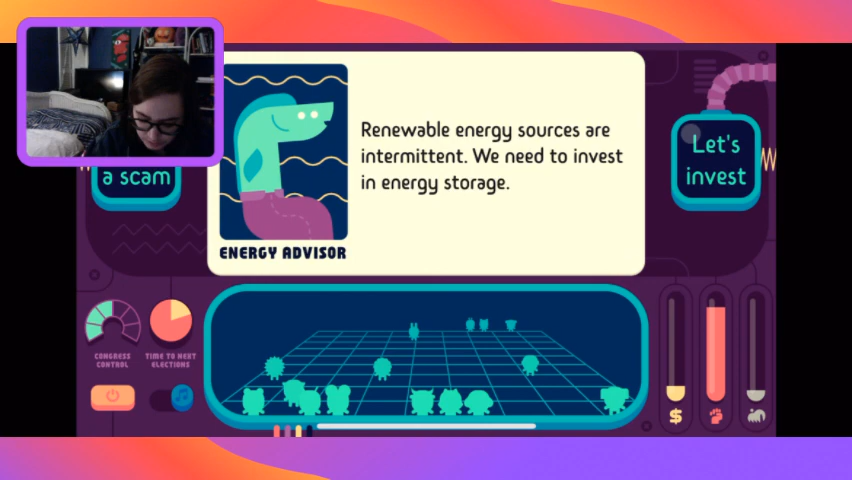 Renewable energy sources are
intermittent. We need to invest
in energy storage.
ENERGY ADVISOR
a scam
Let's
invest
CONGRESS
CONTROL
TIME TO NEXT
ELECTIONS
$